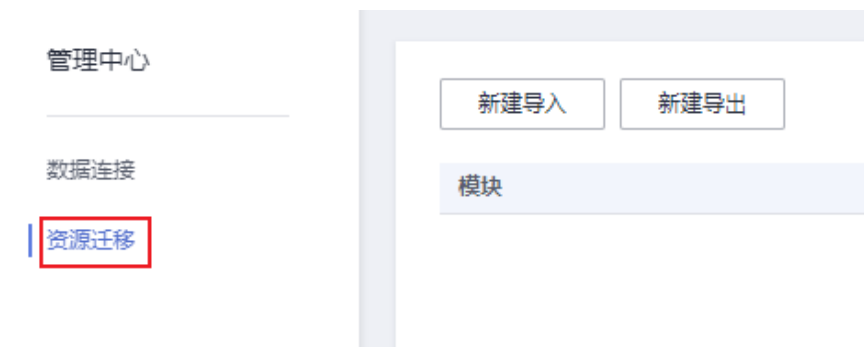 管理中心
数据连接
资源迁移
新建导入 新建导出
模块